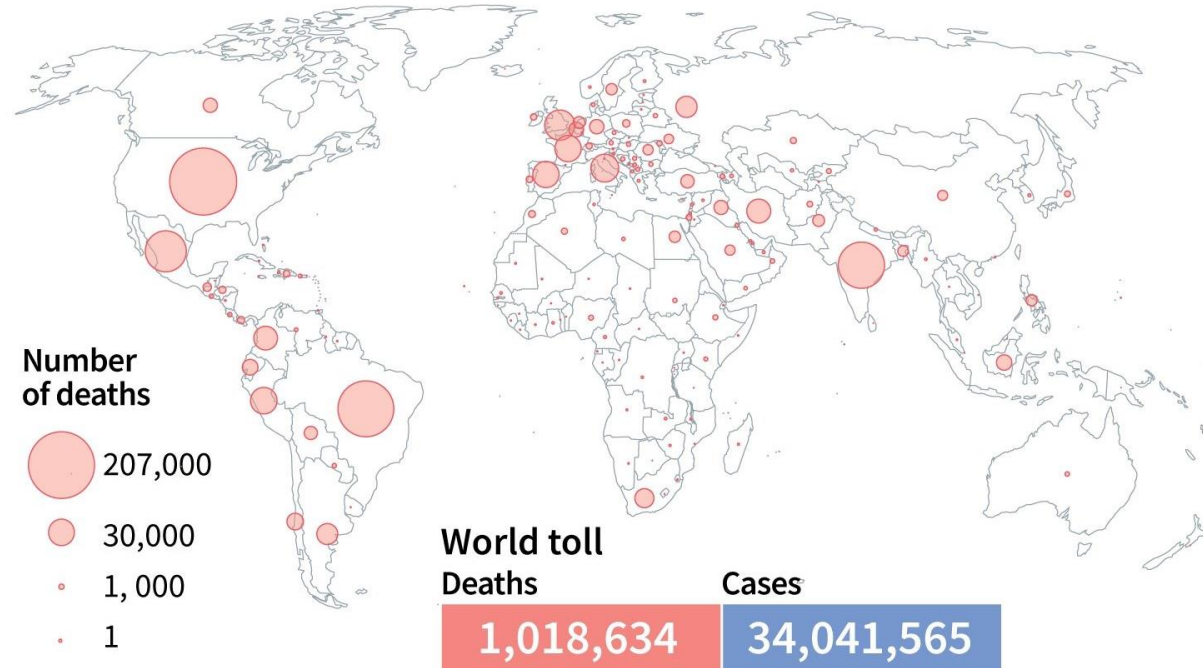 Number
of deaths
207,000
30,000
1, 000
1
World toll
Deaths
Cases
1,018,634
34,041,565